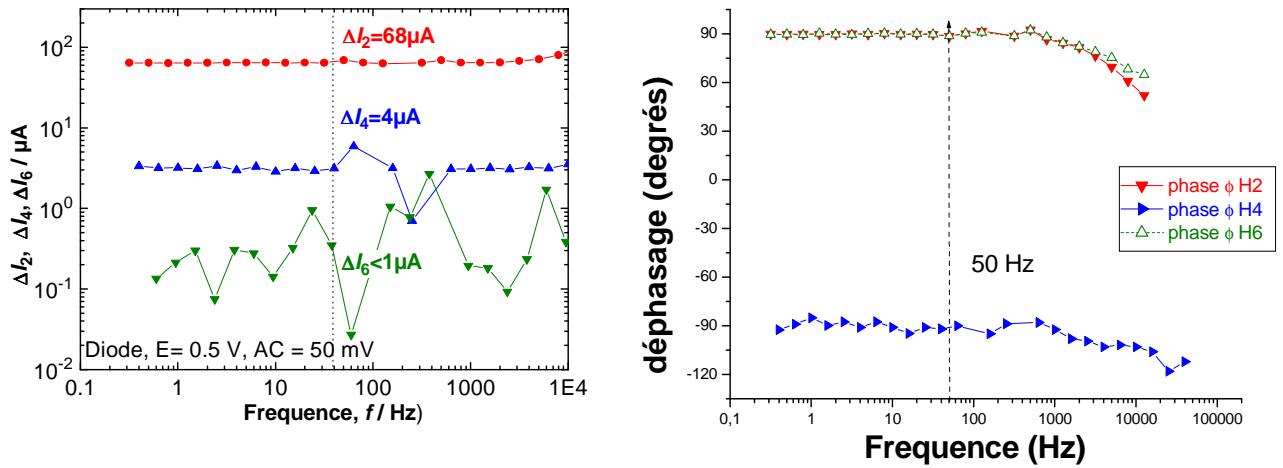 ΔI2, ΔI4, ΔI6 / µA
10²
10¹
10⁰
10⁻¹
10⁻²
ΔI2=68µA
ΔI4=4µA
ΔI6<1µA
Diode, E= 0.5 V, AC = 50 mV
0.1 1 10 100 1000 1E4
Frequence, f / Hz)
déphasage (degrés)
90
60
30
0
-30
-60
-90
-120
50 Hz
phase ϕ H2
phase ϕ H4
phase ϕ H6
0,1 1 10 100 1000 10000 100000
Frequence (Hz)